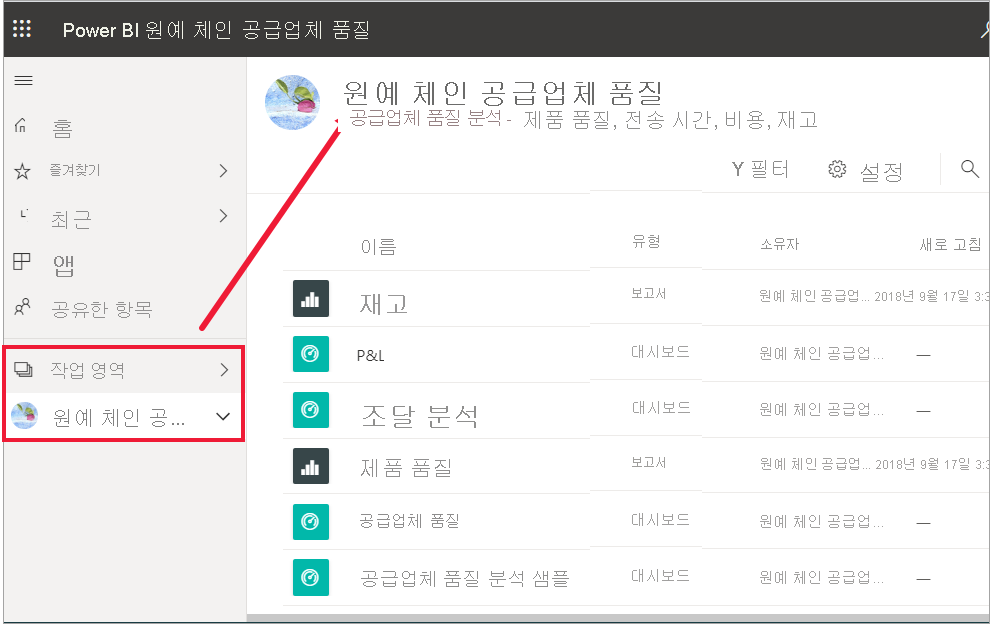 Power BI 원예 체인 공급업체 품질
원예 체인 공급업체 품질
공급업체 품질 분석 - 제품 품질, 전송 시간, 비용, 재고
Y 필터 설정
홈
즐겨찾기
최근
앱
공유한 항목
작업 영역
원예 체인 공...
이름 유형 소유자 새로 고침
재고 보고서 원예 체인 공급업... 2018년 9월 17일 3:3
P&L 대시보드 원예 체인 공급업... —
조달 분석 대시보드 원예 체인 공급업... —
제품 품질 보고서 원예 체인 공급업... 2018년 9월 17일 3:3
공급업체 품질 대시보드 원예 체인 공급업... —
공급업체 품질 분석 샘플 대시보드 원예 체인 공급업... —